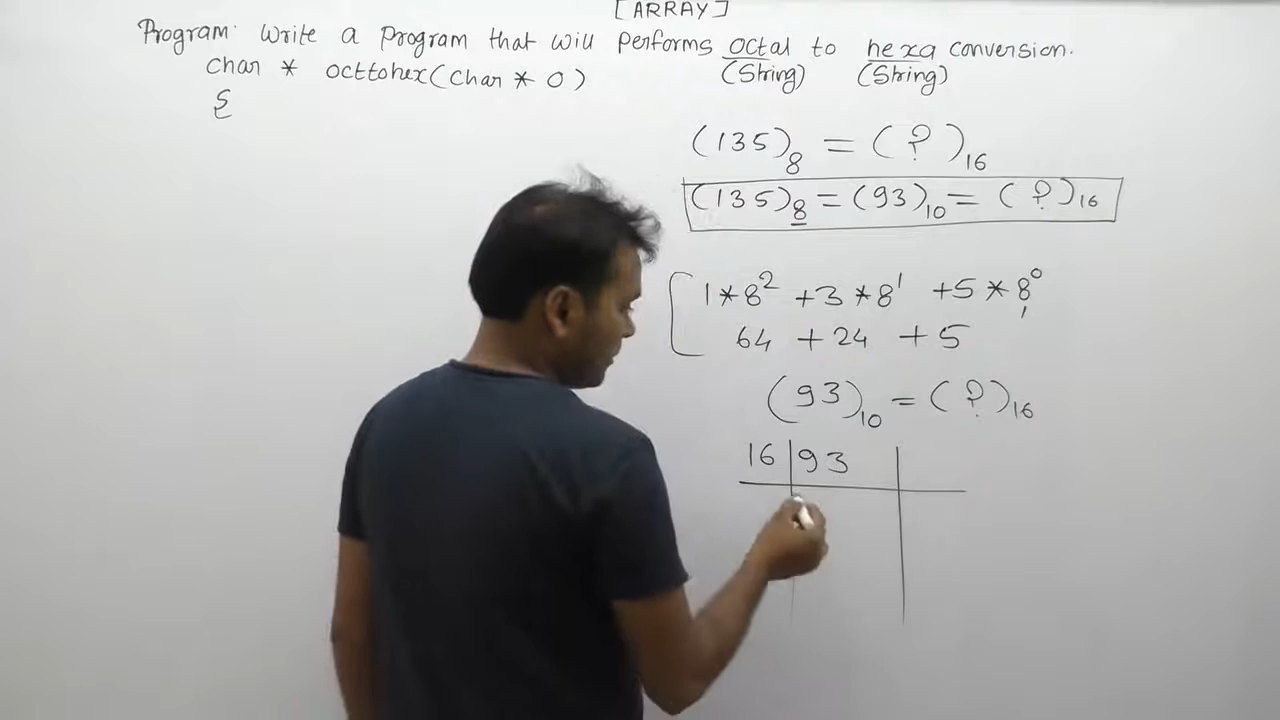 [ARRAY]
Program: Write a Program that will Performs octal to hexa conversion.
(String) (String)
char * octtohex(char * o)
{
(135)₈ = (?)₁₆
(135)₈ = (93)₁₀ = (?)₁₆
1*8² +3*8¹ +5*8⁰
64 +24 +5
(93)₁₀ = (?)₁₆
16 93